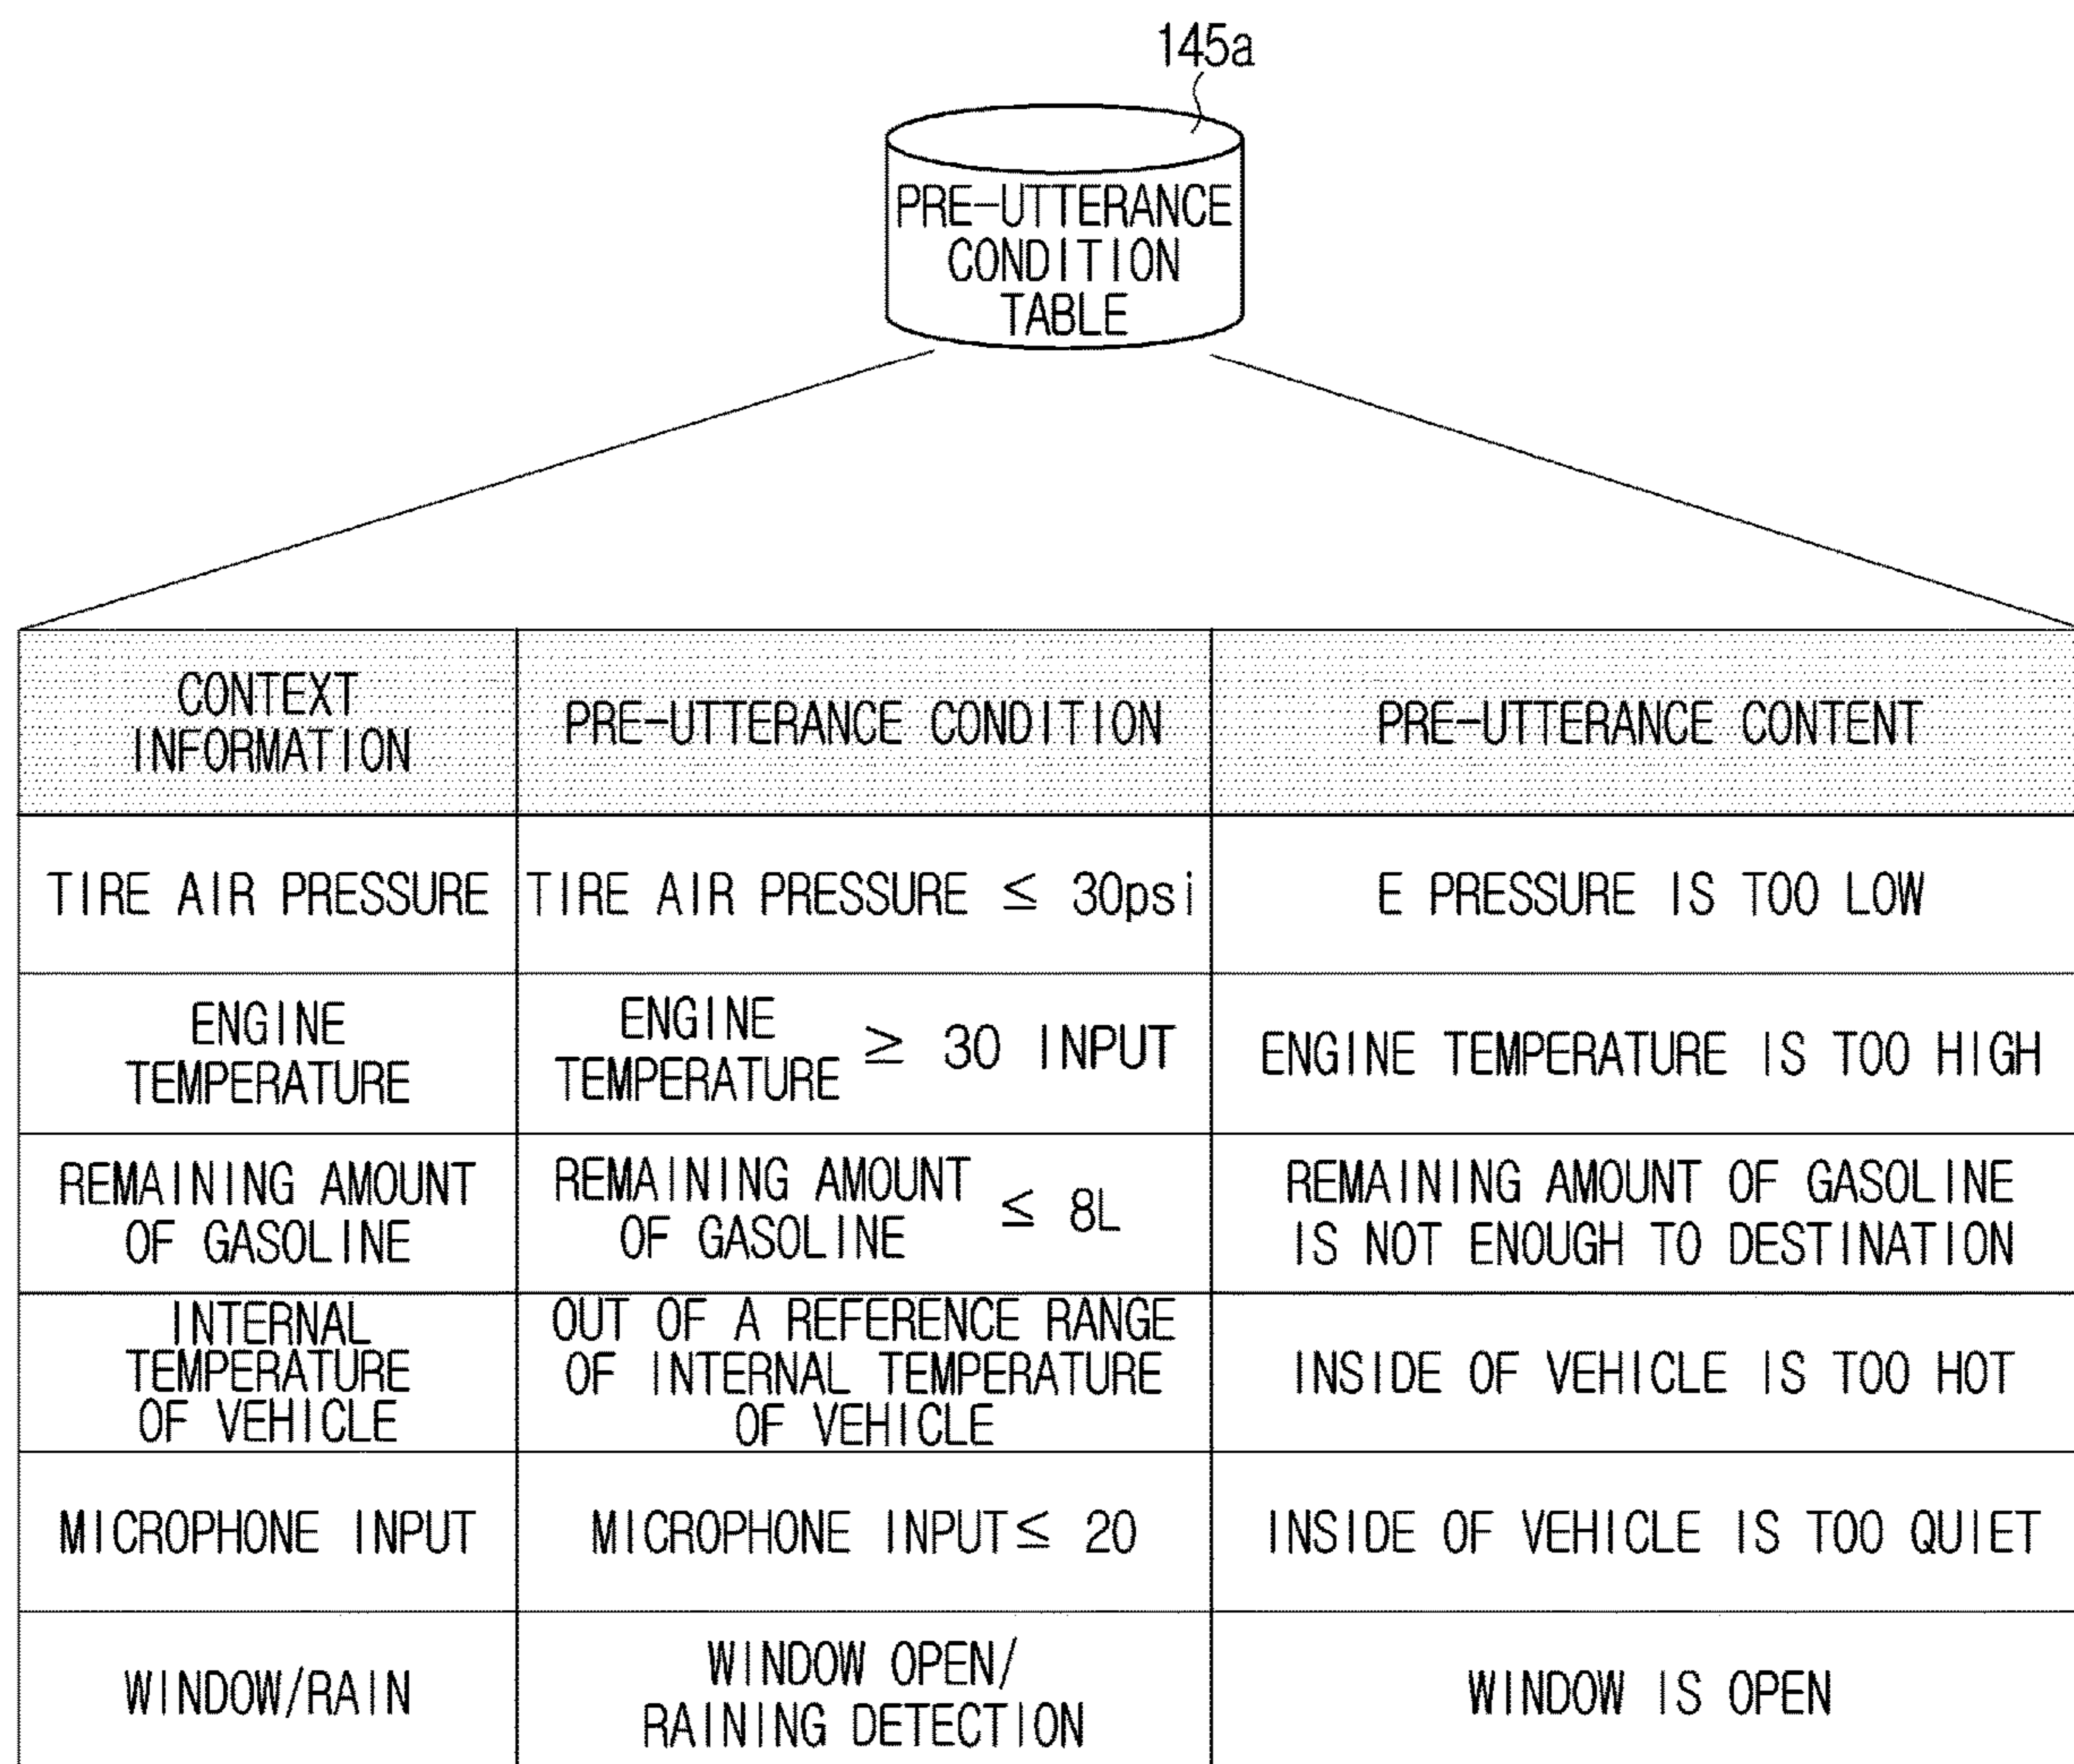 145a
PRE-UTTERANCE
CONDITION
TABLE
CONTEXT
INFORMATION
PRE-UTTERANCE CONDITION
PRE-UTTERANCE CONTENT
TIRE AIR PRESSURE
TIRE AIR PRESSURE ≤ 30psi
E PRESSURE IS TOO LOW
ENGINE
TEMPERATURE
ENGINE
TEMPERATURE ≥ 30 INPUT
ENGINE TEMPERATURE IS TOO HIGH
REMAINING AMOUNT
OF GASOLINE
REMAINING AMOUNT
OF GASOLINE ≤ 8L
REMAINING AMOUNT OF GASOLINE
IS NOT ENOUGH TO DESTINATION
INTERNAL
TEMPERATURE
OF VEHICLE
OUT OF A REFERENCE RANGE
OF INTERNAL TEMPERATURE
OF VEHICLE
INSIDE OF VEHICLE IS TOO HOT
MICROPHONE INPUT
MICROPHONE INPUT ≤ 20
INSIDE OF VEHICLE IS TOO QUIET
WINDOW/RAIN
WINDOW OPEN/
RAINING DETECTION
WINDOW IS OPEN